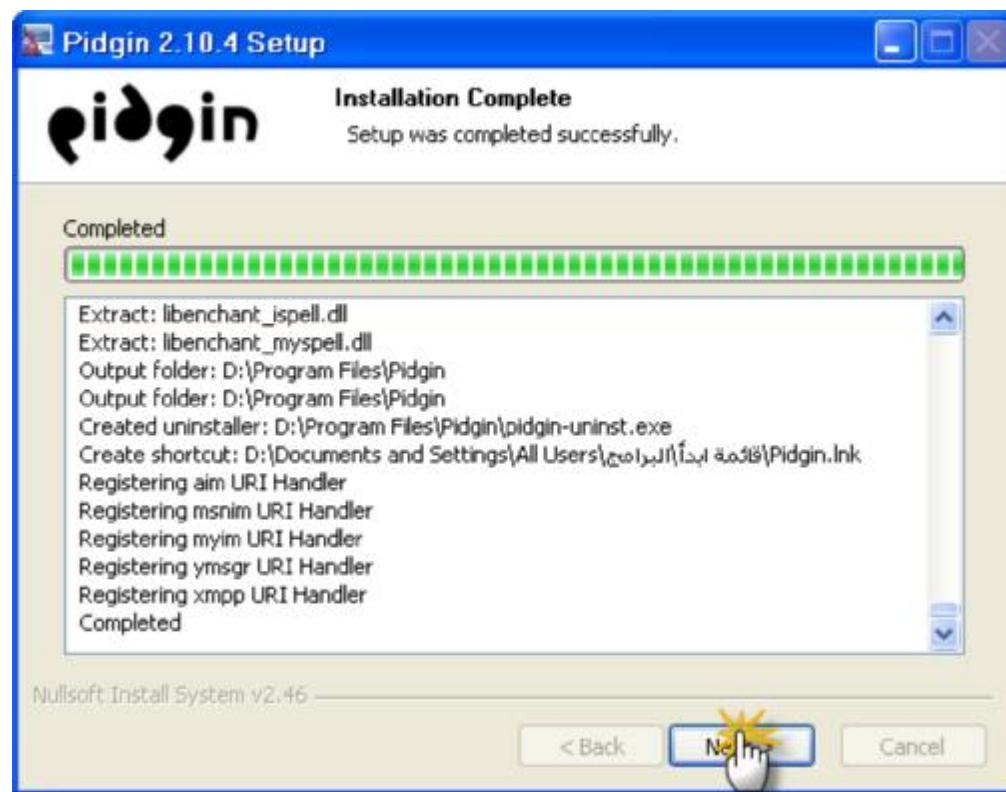 Pidgin 2.10.4 Setup
pidgin
Installation Complete
Setup was completed successfully.
Completed
Extract: libenchant_ispell.dll
Extract: libenchant_myspell.dll
Output folder: D:\Program Files\Pidgin
Output folder: D:\Program Files\Pidgin
Created uninstaller: D:\Program Files\Pidgin\pidgin-uninst.exe
Create shortcut: D:\Documents and Settings\All Users\قائمة ابدأ\البرامج\Pidgin.lnk
Registering aim URI Handler
Registering msnim URI Handler
Registering myim URI Handler
Registering ymsgr URI Handler
Registering xmpp URI Handler
Completed
Nullsoft Install System v2.46
< Back
Cancel